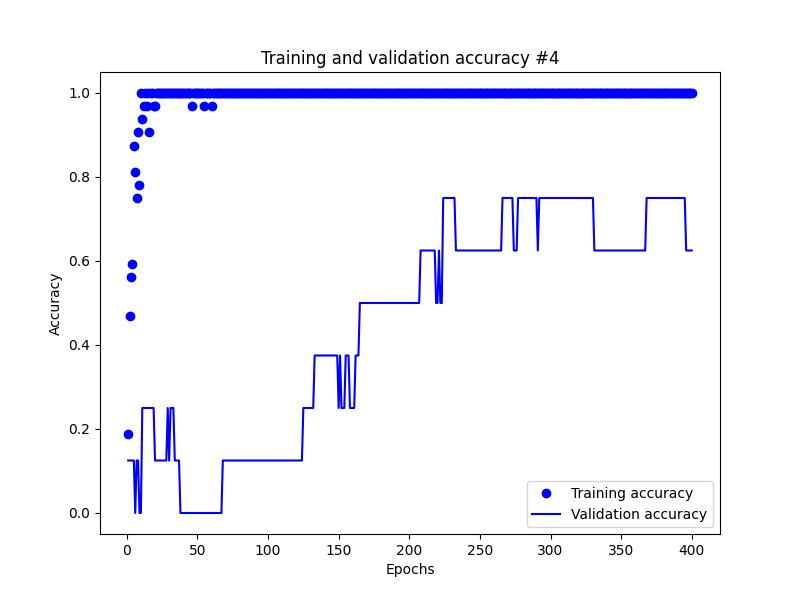 Training and validation accuracy #4
Accuracy
1.0
0.8
0.6
0.4
0.2
0.0
Training accuracy
Validation accuracy
0 50 100 150 200 250 300 350 400
Epochs